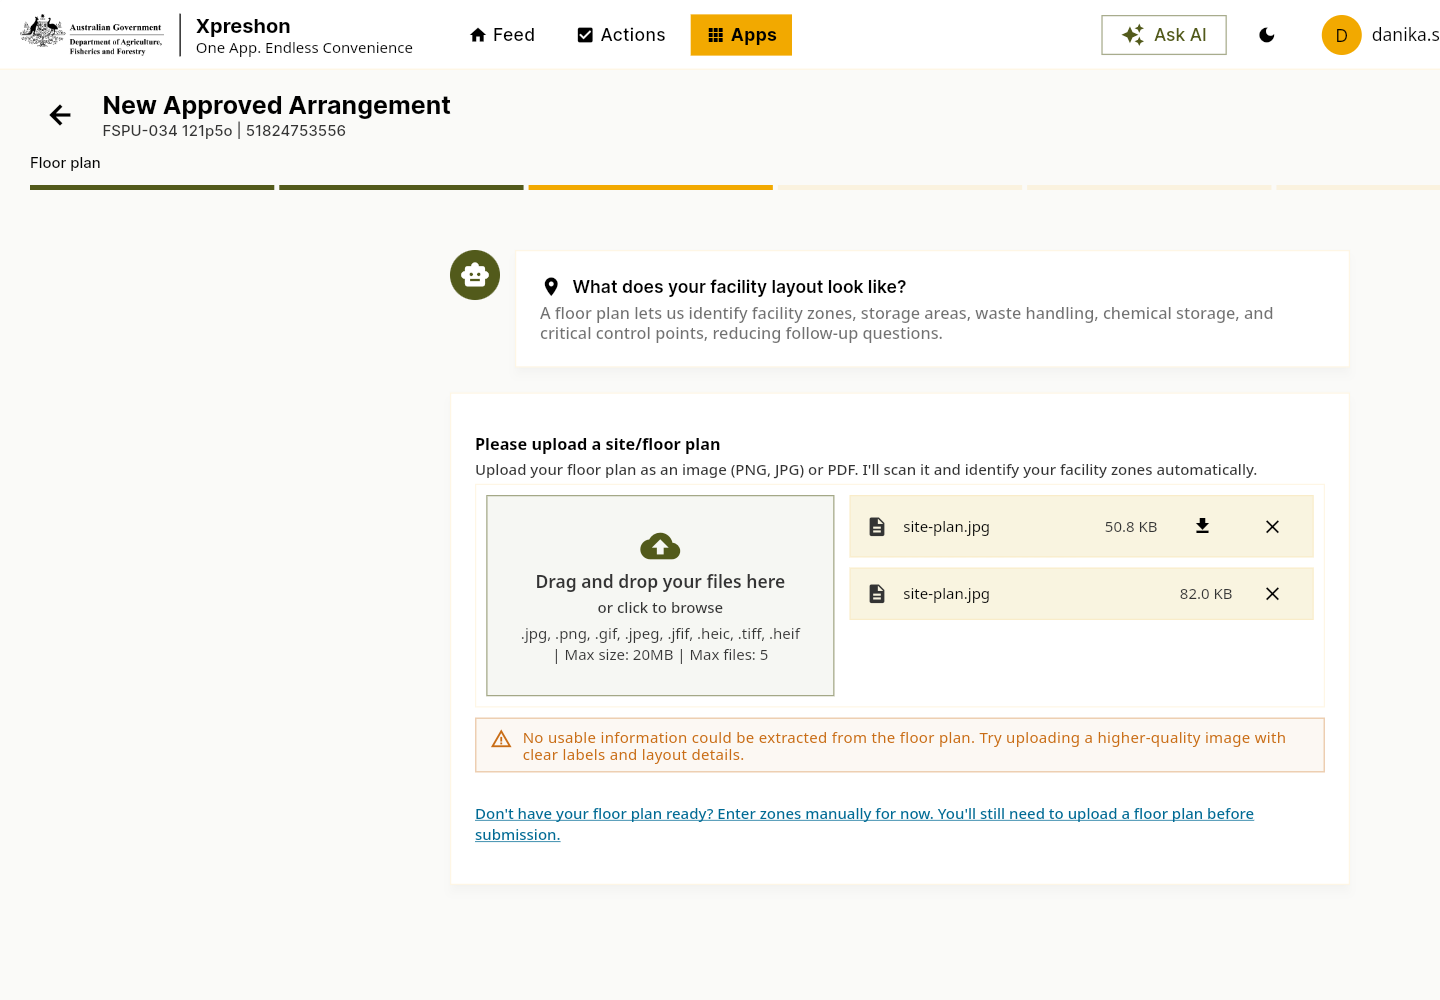 Australian Government
Department of Agriculture,
Fisheries and Forestry
Xpreshon
One App. Endless Convenience
Feed
Actions
Apps
Ask AI
D
danika.s
New Approved Arrangement
FSPU-034 121p5o | 51824753556
Floor plan
What does your facility layout look like?
A floor plan lets us identify facility zones, storage areas, waste handling, chemical storage, and
critical control points, reducing follow-up questions.
Please upload a site/floor plan
Upload your floor plan as an image (PNG, JPG) or PDF. I'll scan it and identify your facility zones automatically.
Drag and drop your files here
or click to browse
.jpg, .png, .gif, .jpeg, .jfif, .heic, .tiff, .heif
| Max size: 20MB | Max files: 5
site-plan.jpg
50.8 KB
site-plan.jpg
82.0 KB
No usable information could be extracted from the floor plan. Try uploading a higher-quality image with
clear labels and layout details.
Don't have your floor plan ready? Enter zones manually for now. You'll still need to upload a floor plan before
submission.